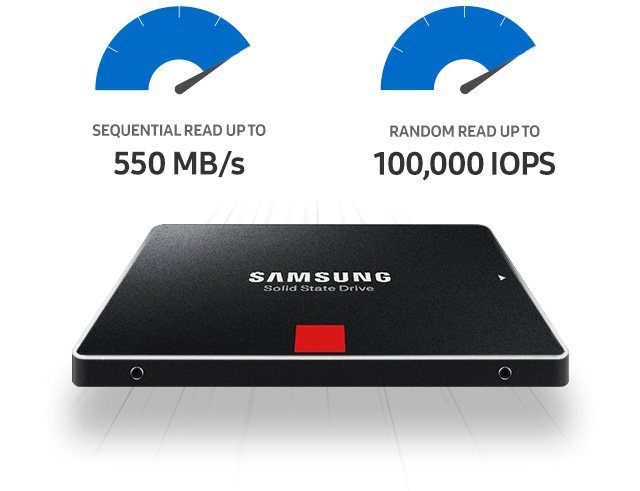 SEQUENTIAL READ UP TO
550 MB/s
RANDOM READ UP TO
100,000 IOPS
SAMSUNG
Solid State Drive